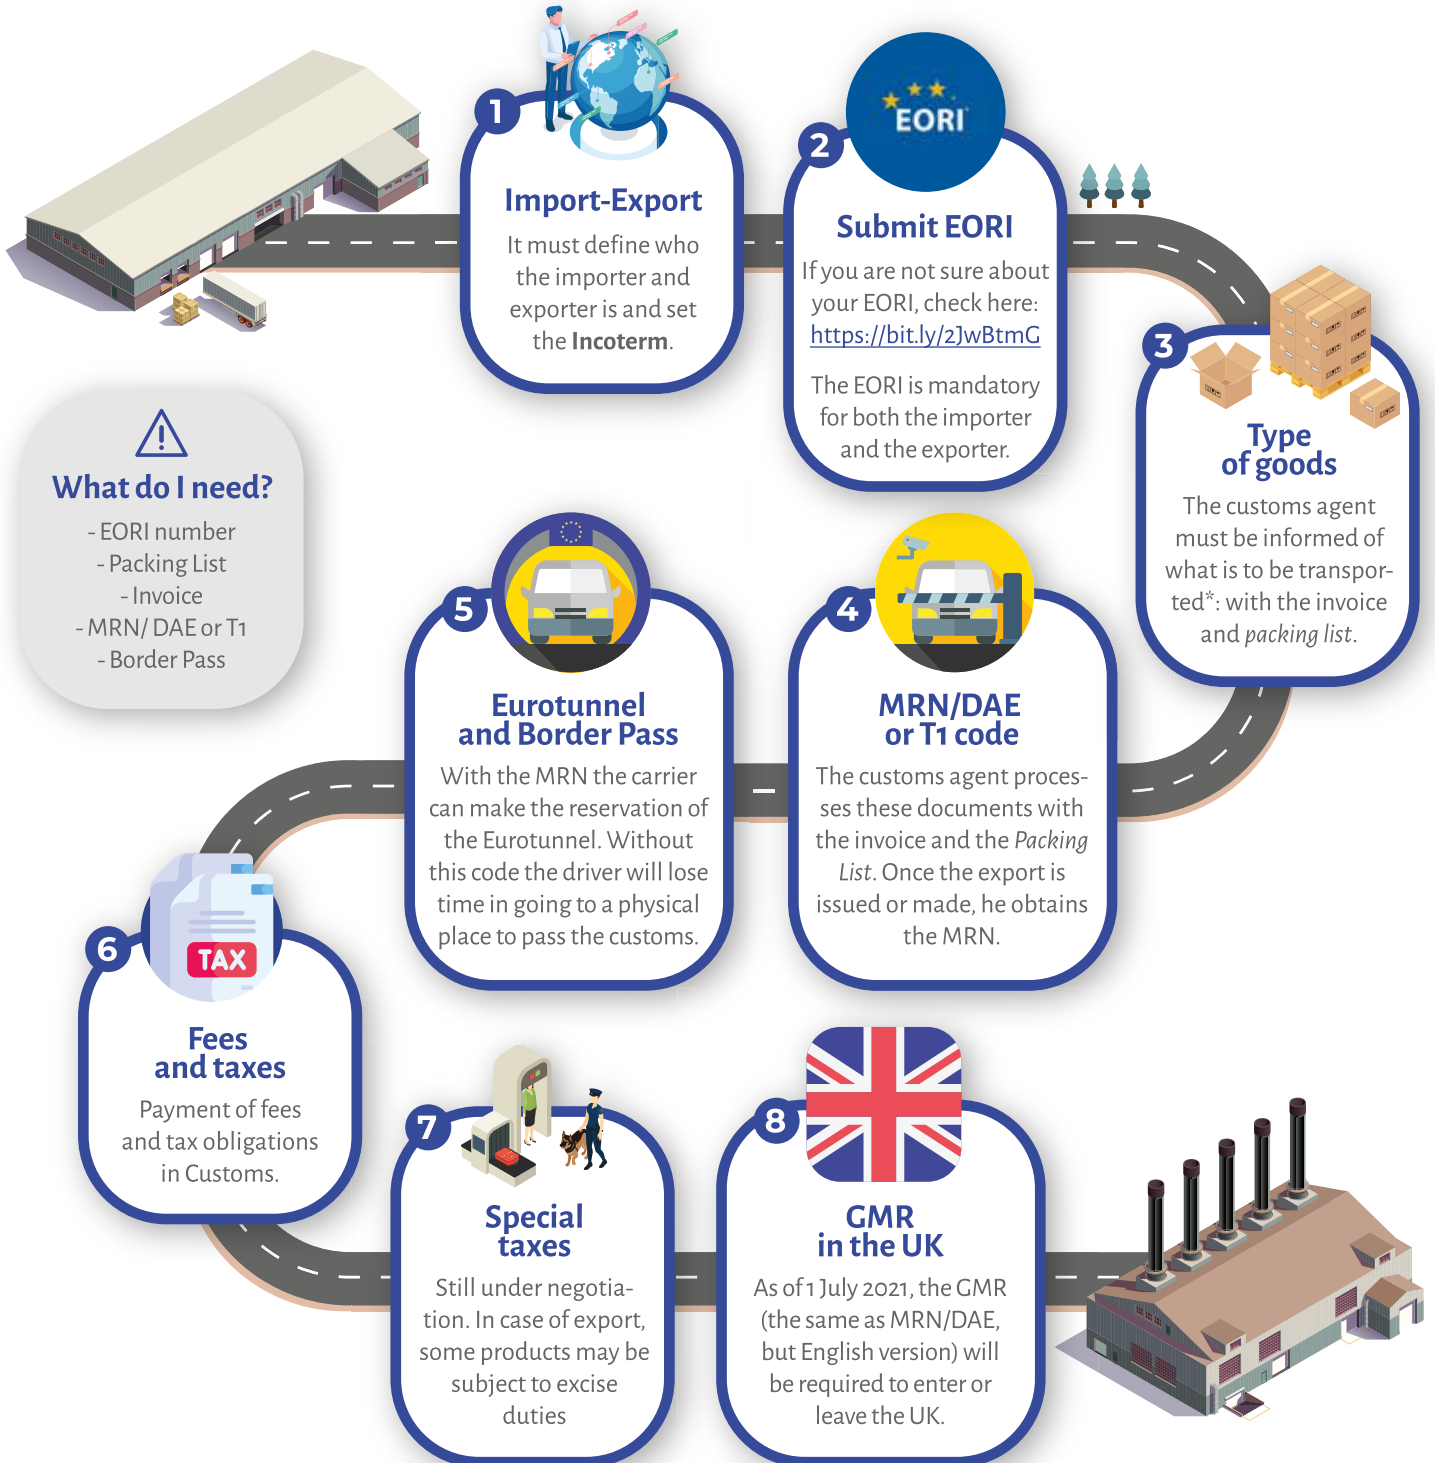 1
Import-Export
It must define who
the importer and
exporter is and set
the Incoterm.
EORI
2
Submit EORI
If you are not sure about
your EORI, check here:
https://bit.ly/2JwBtmG
The EORI is mandatory
for both the importer
and the exporter.
3
Type
of goods
The customs agent
must be informed of
what is to be transpor-
ted*: with the invoice
and packing list.
What do I need?
- EORI number
- Packing List
- Invoice
- MRN/ DAE or T1
- Border Pass
4
MRN/DAE
or T1 code
The customs agent proces-
ses these documents with
the invoice and the Packing
List. Once the export is
issued or made, he obtains
the MRN.
5
Eurotunnel
and Border Pass
With the MRN the carrier
can make the reservation of
the Eurotunnel. Without
this code the driver will lose
time in going to a physical
place to pass the customs.
6
TAX
Fees
and taxes
Payment of fees
and tax obligations
in Customs.
7
Special
taxes
Still under negotia-
tion. In case of export,
some products may be
subject to excise
duties
8
GMR
in the UK
As of 1 July 2021, the GMR
(the same as MRN/DAE,
but English version) will
be required to enter or
leave the UK.